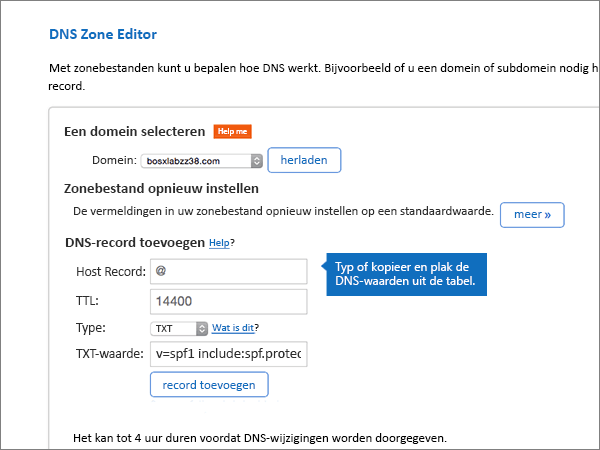 DNS Zone Editor
Met zonebestanden kunt u bepalen hoe DNS werkt. Bijvoorbeeld of u een domein of subdomein nodig h
record.
Een domein selecteren Help me
Domein: bosxlabzz38.com herladen
Zonebestand opnieuw instellen
De vermeldingen in uw zonebestand opnieuw instellen op een standaardwaarde. meer »
DNS-record toevoegen Help?
Host Record: @
Typ of kopieer en plak de
DNS-waarden uit de tabel.
TTL: 14400
Type: TXT Wat is dit?
TXT-waarde: v=spf1 include:spf.protec
record toevoegen
Het kan tot 4 uur duren voordat DNS-wijzigingen worden doorgegeven.